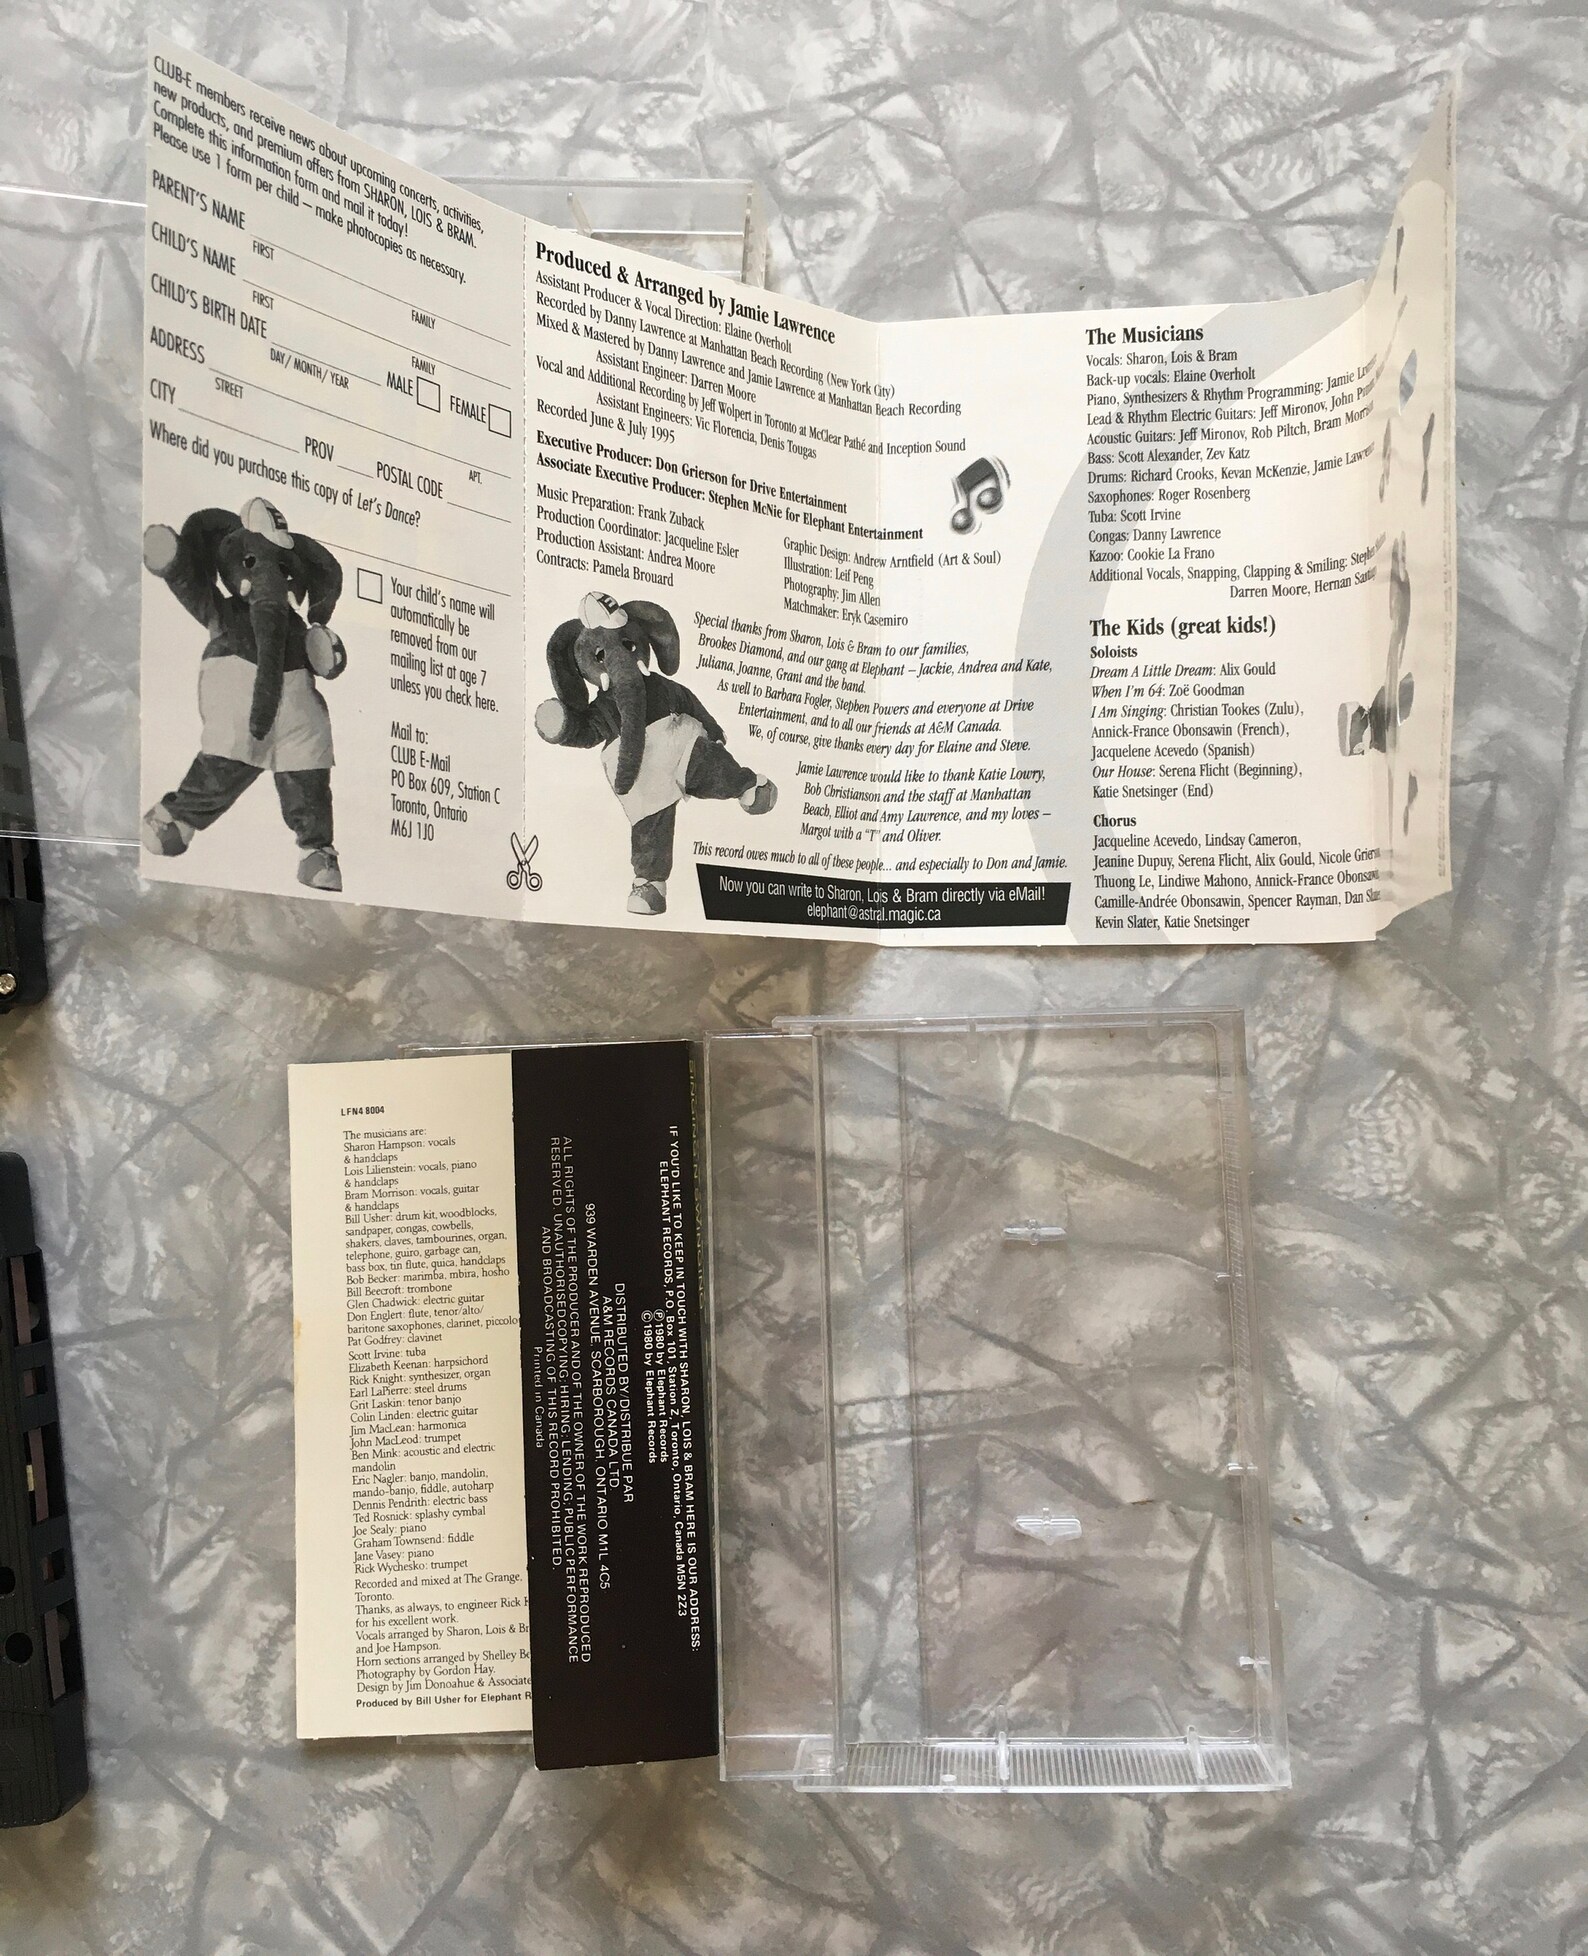 CLUB-E members receive news about upcoming concerts, activities,
new products, and premium offers from SHARON, LOIS & BRAM.
Complete this information form and mail it today!
Please use 1 form per child – make photocopies as necessary.
PARENT'S NAME
FIRST
FAMILY
CHILD'S NAME
FIRST
FAMILY
CHILD'S BIRTH DATE
DAY/ MONTH/ YEAR
MALE
FEMALE
ADDRESS
STREET
APT.
CITY
PROV
POSTAL CODE
Where did you purchase this copy of Let's Dance?
E
Your child's name will
automatically be
removed from our
mailing list at age 7
unless you check here.
Mail to:
CLUB E-Mail
PO Box 609, Station C
Toronto, Ontario
M6J 1J0
Produced & Arranged by Jamie Lawrence
Assistant Producer & Vocal Direction: Elaine Overholt
Recorded by Danny Lawrence at Manhattan Beach Recording (New York City)
Mixed & Mastered by Danny Lawrence and Jamie Lawrence at Manhattan Beach Recording
Assistant Engineer: Darren Moore
Vocal and Additional Recording by Jeff Wolpert in Toronto at McClear Pathé and Inception Sound
Assistant Engineers: Vic Florencia, Denis Tougas
Recorded June & July 1995
Executive Producer: Don Grierson for Drive Entertainment
Associate Executive Producer: Stephen McNie for Elephant Entertainment
Music Preparation: Frank Zuback
Production Coordinator: Jacqueline Esler
Production Assistant: Andrea Moore
Contracts: Pamela Brouard
Graphic Design: Andrew Arntfield (Art & Soul)
Illustration: Leif Peng
Photography: Jim Allen
Matchmaker: Eryk Casemiro
E
Special thanks from Sharon, Lois & Bram to our families,
Brookes Diamond, and our gang at Elephant – Jackie, Andrea and Kate,
Juliana, Joanne, Grant and the band.
As well to Barbara Fogler, Stephen Powers and everyone at Drive
Entertainment, and to all our friends at A&M Canada.
We, of course, give thanks every day for Elaine and Steve.
Jamie Lawrence would like to thank Katie Lowry,
Bob Christianson and the staff at Manhattan
Beach, Elliot and Amy Lawrence, and my loves –
Margot with a "T" and Oliver.
This record owes much to all of these people... and especially to Don and Jamie.
Now you can write to Sharon, Lois & Bram directly via eMail!
elephant@astral.magic.ca
The Musicians
Vocals: Sharon, Lois & Bram
Back-up vocals: Elaine Overholt
Piano, Synthesizers & Rhythm Programming: Jamie
Lead & Rhythm Electric Guitars: Jeff Mironov, John
Acoustic Guitars: Jeff Mironov, Rob Piltch, Bram
Bass: Scott Alexander, Zev Katz
Drums: Richard Crooks, Kevan McKenzie, Jamie
Saxophones: Roger Rosenberg
Tuba: Scott Irvine
Congas: Danny Lawrence
Kazoo: Cookie La Frano
Additional Vocals, Snapping, Clapping & Smiling:
Darren Moore, Hernan
The Kids (great kids!)
Soloists
Dream A Little Dream: Alix Gould
When I'm 64: Zoë Goodman
I Am Singing: Christian Tookes (Zulu),
Annick-France Obonsawin (French),
Jacquelene Acevedo (Spanish)
Our House: Serena Flicht (Beginning),
Katie Snetsinger (End)
Chorus
Jacqueline Acevedo, Lindsay Cameron,
Jeanine Dupuy, Serena Flicht, Alix Gould, Nicole
Thuong Le, Lindiwe Mahono, Annick-France
Camille-Andrée Obonsawin, Spencer Rayman, Dan
Kevin Slater, Katie Snetsinger
LFN4 8004
The musicians are:
Sharon Hampson: vocals
& handclaps
Lois Lilienstein: vocals, piano
& handclaps
Bram Morrison: vocals, guitar
& handclaps
Bill Usher: drum kit, woodblocks,
sandpaper, congas, cowbells,
shakers, claves, tambourines, organ,
telephone, guiro, garbage can,
bass box, tin flute, quica, handclaps
Bob Becker: marimba, mbira, hosho
Bill Beecroft: trombone
Glen Chadwick: electric guitar
Don Englert: flute, tenor/alto/
baritone saxophones, clarinet, piccolo
Pat Godfrey: clavinet
Scott Irvine: tuba
Elizabeth Keenan: harpsichord
Rick Knight: synthesizer, organ
Earl LaPierre: steel drums
Grit Laskin: tenor banjo
Colin Linden: electric guitar
Jim MacLean: harmonica
John MacLeod: trumpet
Ben Mink: acoustic and electric
mandolin
Eric Nagler: banjo, mandolin,
mando-banjo, fiddle, autoharp
Dennis Pendrith: electric bass
Ted Rosnick: splashy cymbal
Joe Sealy: piano
Graham Townsend: fiddle
Jane Vasey: piano
Rick Wychesko: trumpet
Recorded and mixed at The Grange,
Toronto.
Thanks, as always, to engineer Rick
for his excellent work.
Vocals arranged by Sharon, Lois &
and Joe Hampson.
Horn sections arranged by Shelley
Photography by Gordon Hay.
Design by Jim Donoahue &
Produced by Bill Usher for Elephant
IF YOU'D LIKE TO KEEP IN TOUCH WITH SHARON, LOIS & BRAM HERE IS OUR ADDRESS:
ELEPHANT RECORDS, P.O. Box 101, Station Z, Toronto, Ontario, Canada M5N 2Z3
℗1980 by Elephant Records
©1980 by Elephant Records
DISTRIBUTED BY/DISTRIBUE PAR
A&M RECORDS CANADA LTD.
939 WARDEN AVENUE, SCARBOROUGH, ONTARIO M1L 4C5
ALL RIGHTS OF THE PRODUCER AND OF THE OWNER OF THE WORK REPRODUCED
RESERVED. UNAUTHORISED COPYING; HIRING; LENDING; PUBLIC PERFORMANCE
AND BROADCASTING OF THIS RECORD PROHIBITED.
Printed in Canada